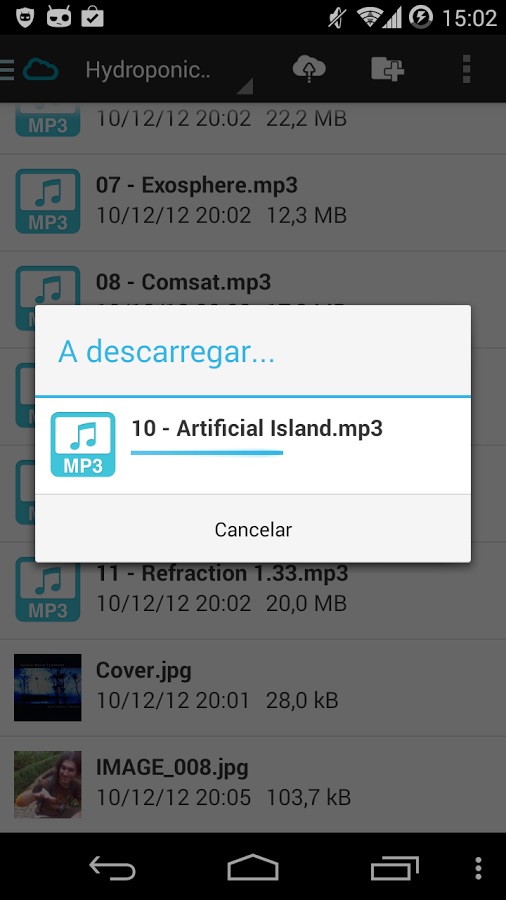 15:02
Hydroponic..
MP3 10/12/12 20:02 22,2 MB
07 - Exosphere.mp3
MP3 10/12/12 20:02 12,3 MB
08 - Comsat.mp3
A descarregar...
10 - Artificial Island.mp3
MP3
Cancelar
11 - Refraction 1.33.mp3
MP3 10/12/12 20:02 20,0 MB
Cover.jpg
10/12/12 20:01 28,0 kB
IMAGE_008.jpg
10/12/12 20:05 103,7 kB